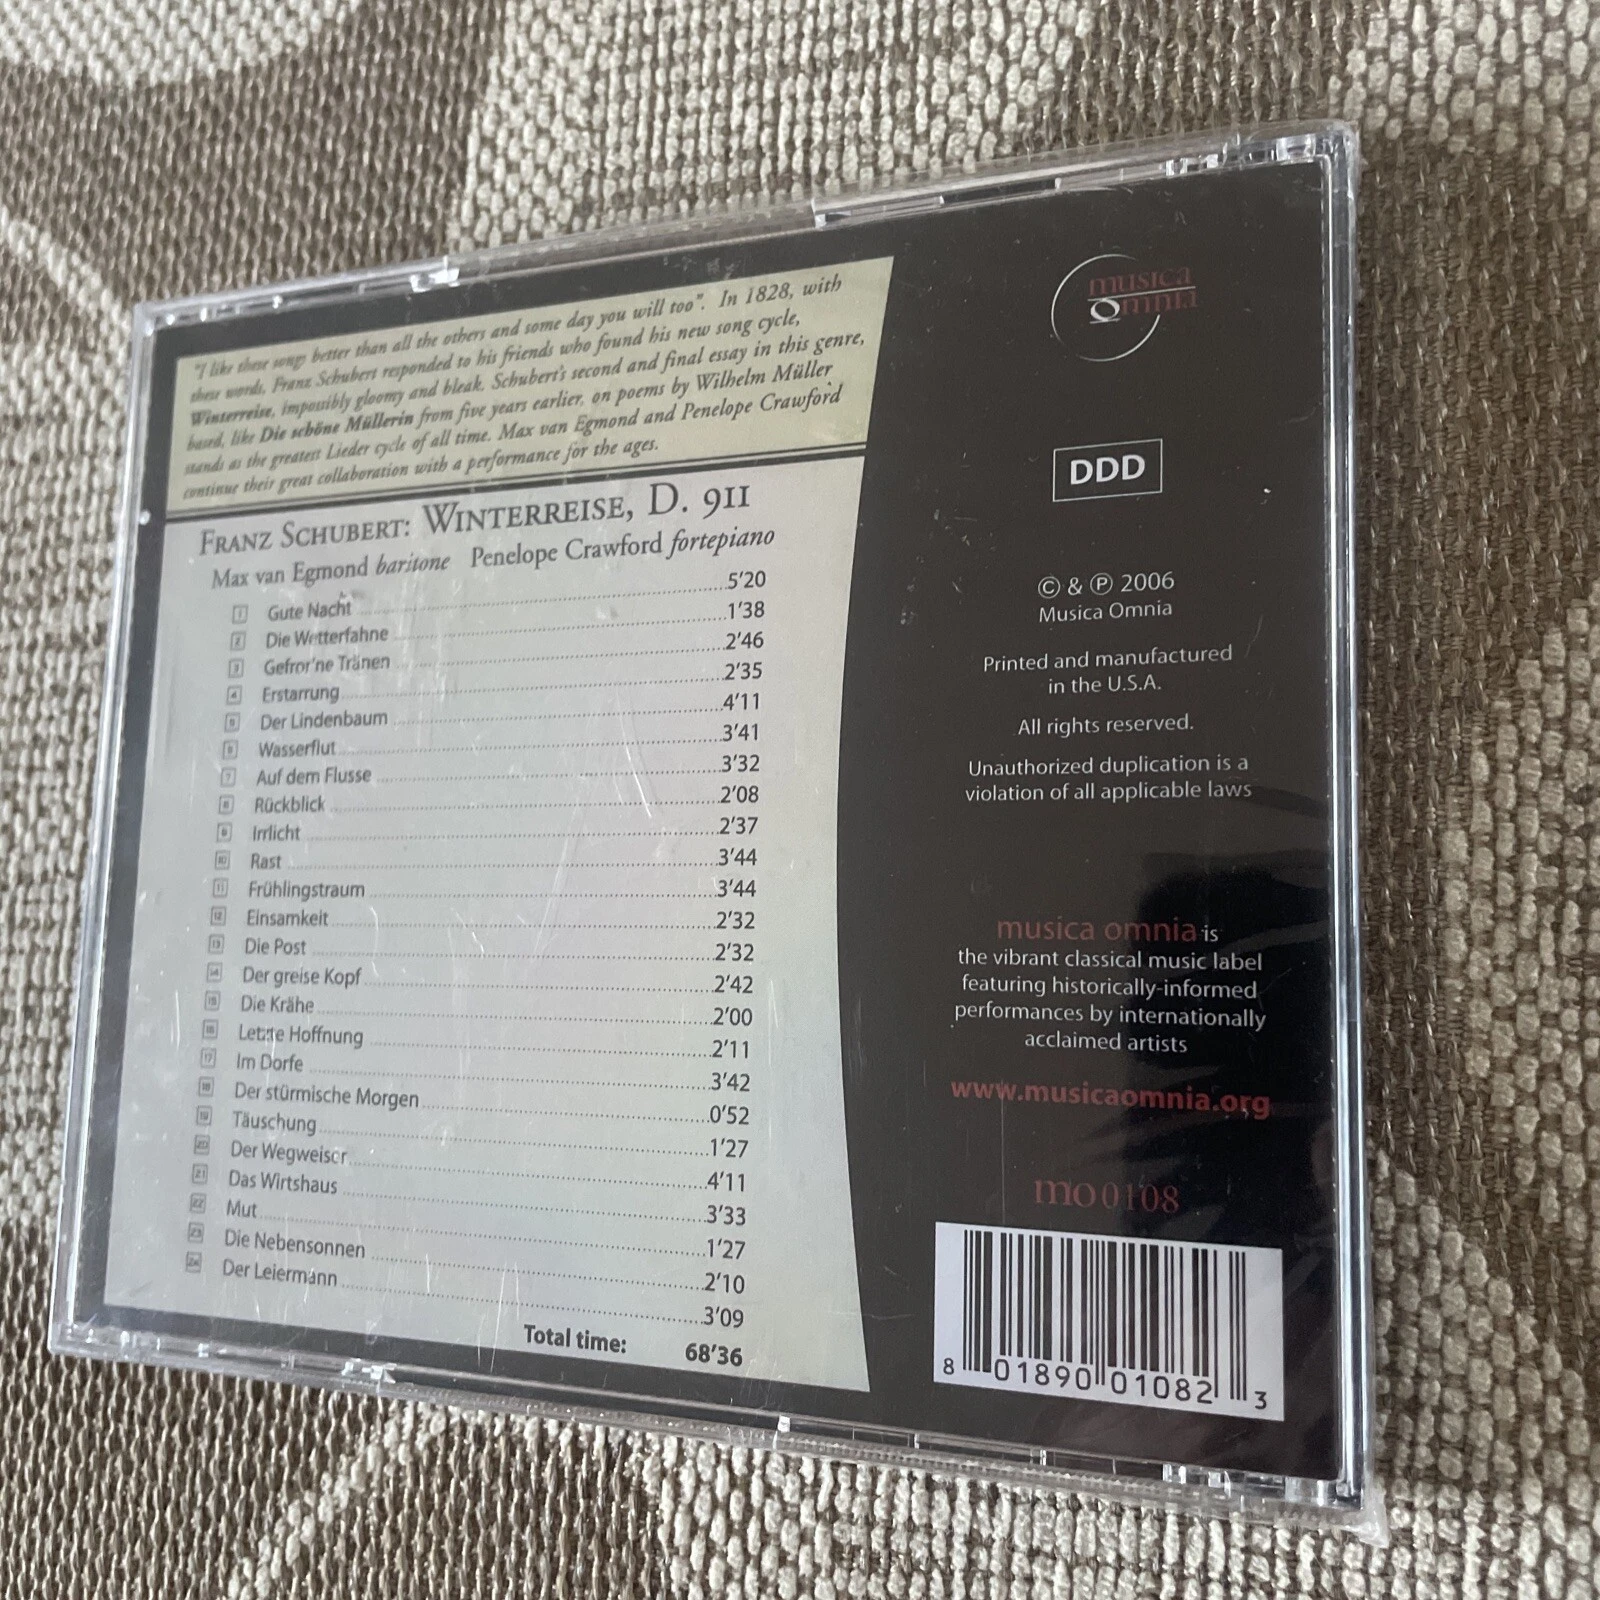 "I like these songs better than all the others and some day you will too". In 1828, with
these words, Franz Schubert responded to his friends who found his new song cycle,
Winterreise, impossibly gloomy and bleak. Schubert's second and final essay in this genre,
based, like Die schöne Müllerin from five years earlier, on poems by Wilhelm Müller
stands as the greatest Lieder cycle of all time. Max van Egmond and Penelope Crawford
continue their great collaboration with a performance for the ages.
Franz Schubert: Winterreise, D. 911
Max van Egmond baritone Penelope Crawford fortepiano
1 Gute Nacht 5'20
2 Die Wetterfahne 1'38
3 Gefror'ne Tränen 2'46
4 Erstarrung 2'35
5 Der Lindenbaum 4'11
6 Wasserflut 3'41
7 Auf dem Flusse 3'32
8 Rückblick 2'08
9 Irrlicht 2'37
10 Rast 3'44
11 Frühlingstraum 3'44
12 Einsamkeit 2'32
13 Die Post 2'32
14 Der greise Kopf 2'42
15 Die Krähe 2'00
16 Letzte Hoffnung 2'11
17 Im Dorfe 3'42
18 Der stürmische Morgen 0'52
19 Täuschung 1'27
20 Der Wegweiser 4'11
21 Das Wirtshaus 3'33
22 Mut 1'27
23 Die Nebensonnen 2'10
24 Der Leiermann 3'09
Total time: 68'36
musica
Omnia
DDD
© & ℗ 2006
Musica Omnia
Printed and manufactured
in the U.S.A.
All rights reserved.
Unauthorized duplication is a
violation of all applicable laws
musica omnia is
the vibrant classical music label
featuring historically-informed
performances by internationally
acclaimed artists
www.musicaomnia.org
mo0108
8 01890 01082 3